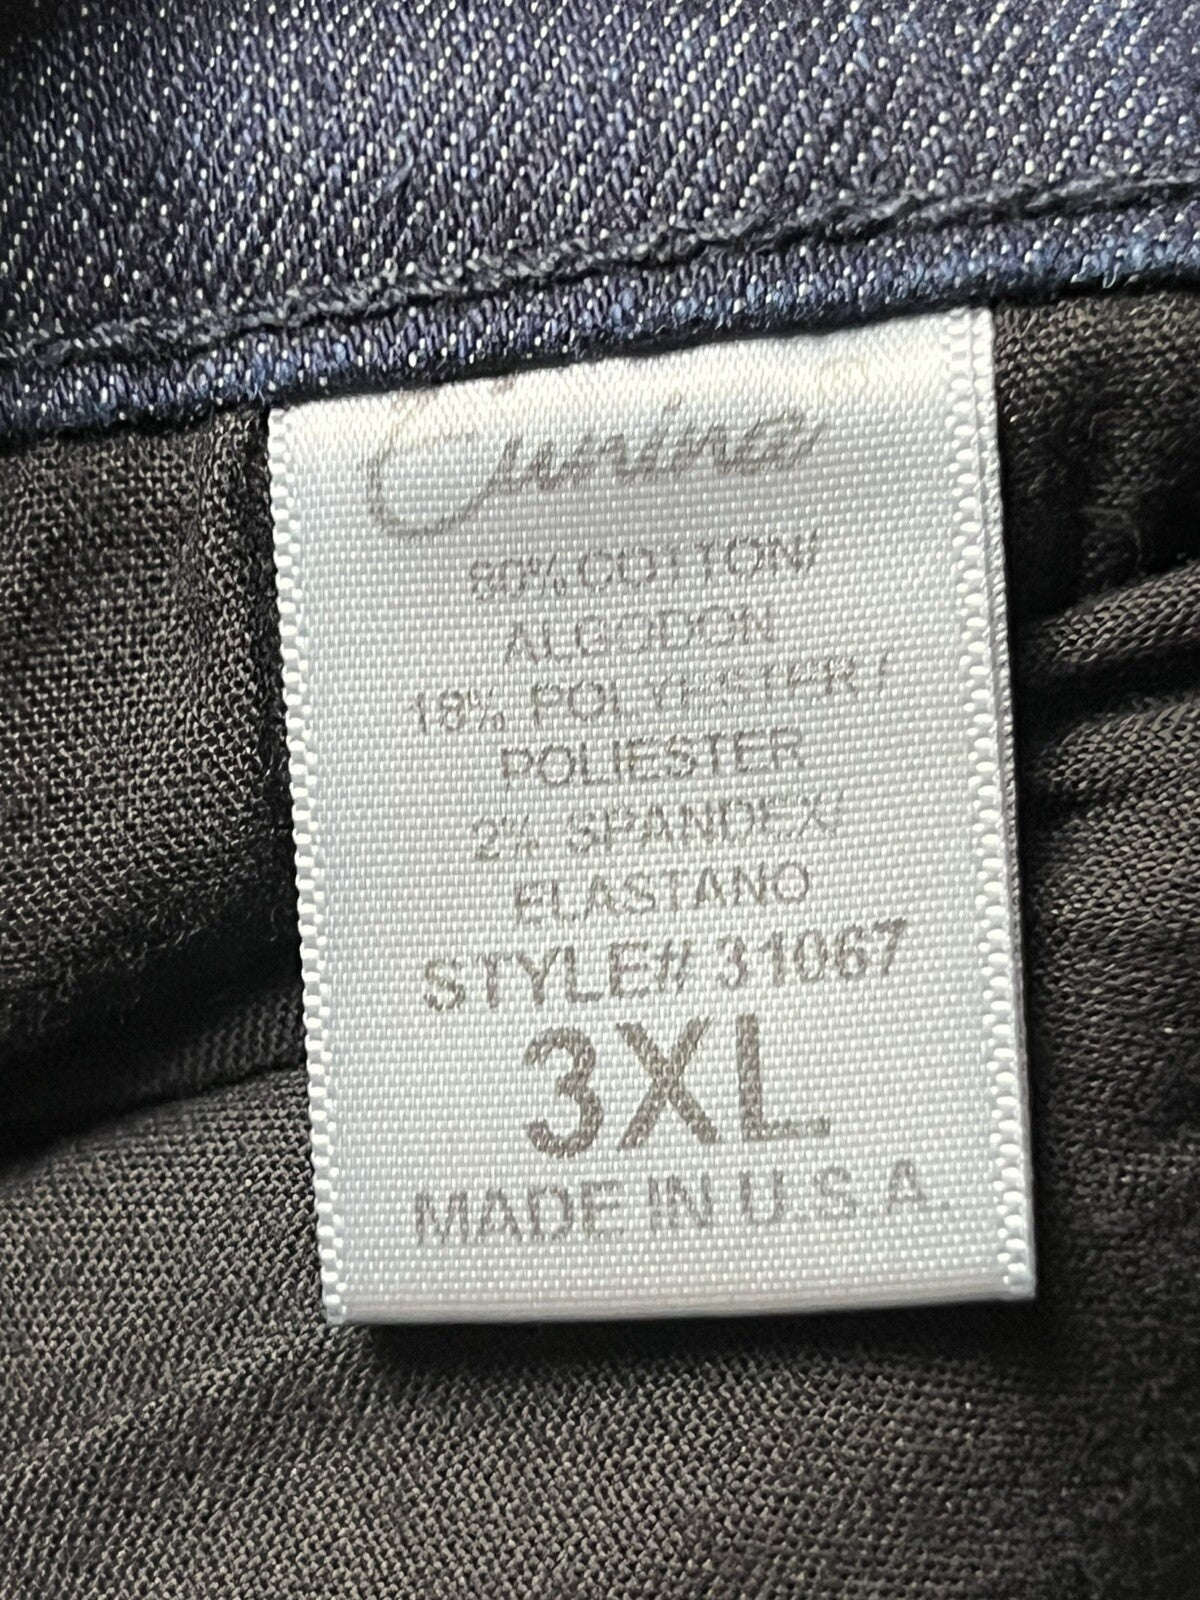 80% COTTON/
ALGODON
18% POLYESTER/
POLIESTER
2% SPANDEX/
ELASTANO
STYLE# 31067
3XL
MADE IN U.S.A.